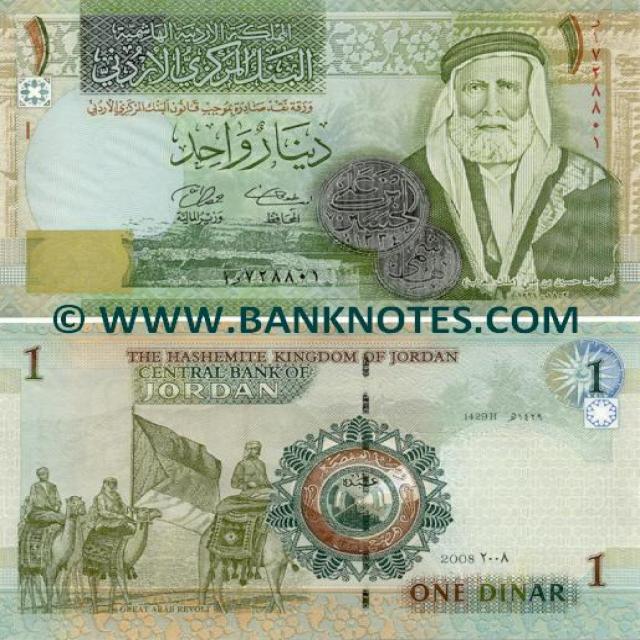 ١
المملكة الأردنية الهاشمية
١
البنك المركزي الأردني
ورقة نقد صادرة بموجب قانون البنك المركزي الأردني
١
٧٢٨٨٠١
دينار واحد
المحافظ
وزير المالية
٧٢٨٨٠١
© WWW.BANKNOTES.COM
1
THE HASHEMITE KINGDOM OF JORDAN
CENTRAL BANK OF
JORDAN
1
1429H ١٤٢٩هـ
2008 ٢٠٠٨
1
ONE DINAR
GREAT ARAB REVOLT